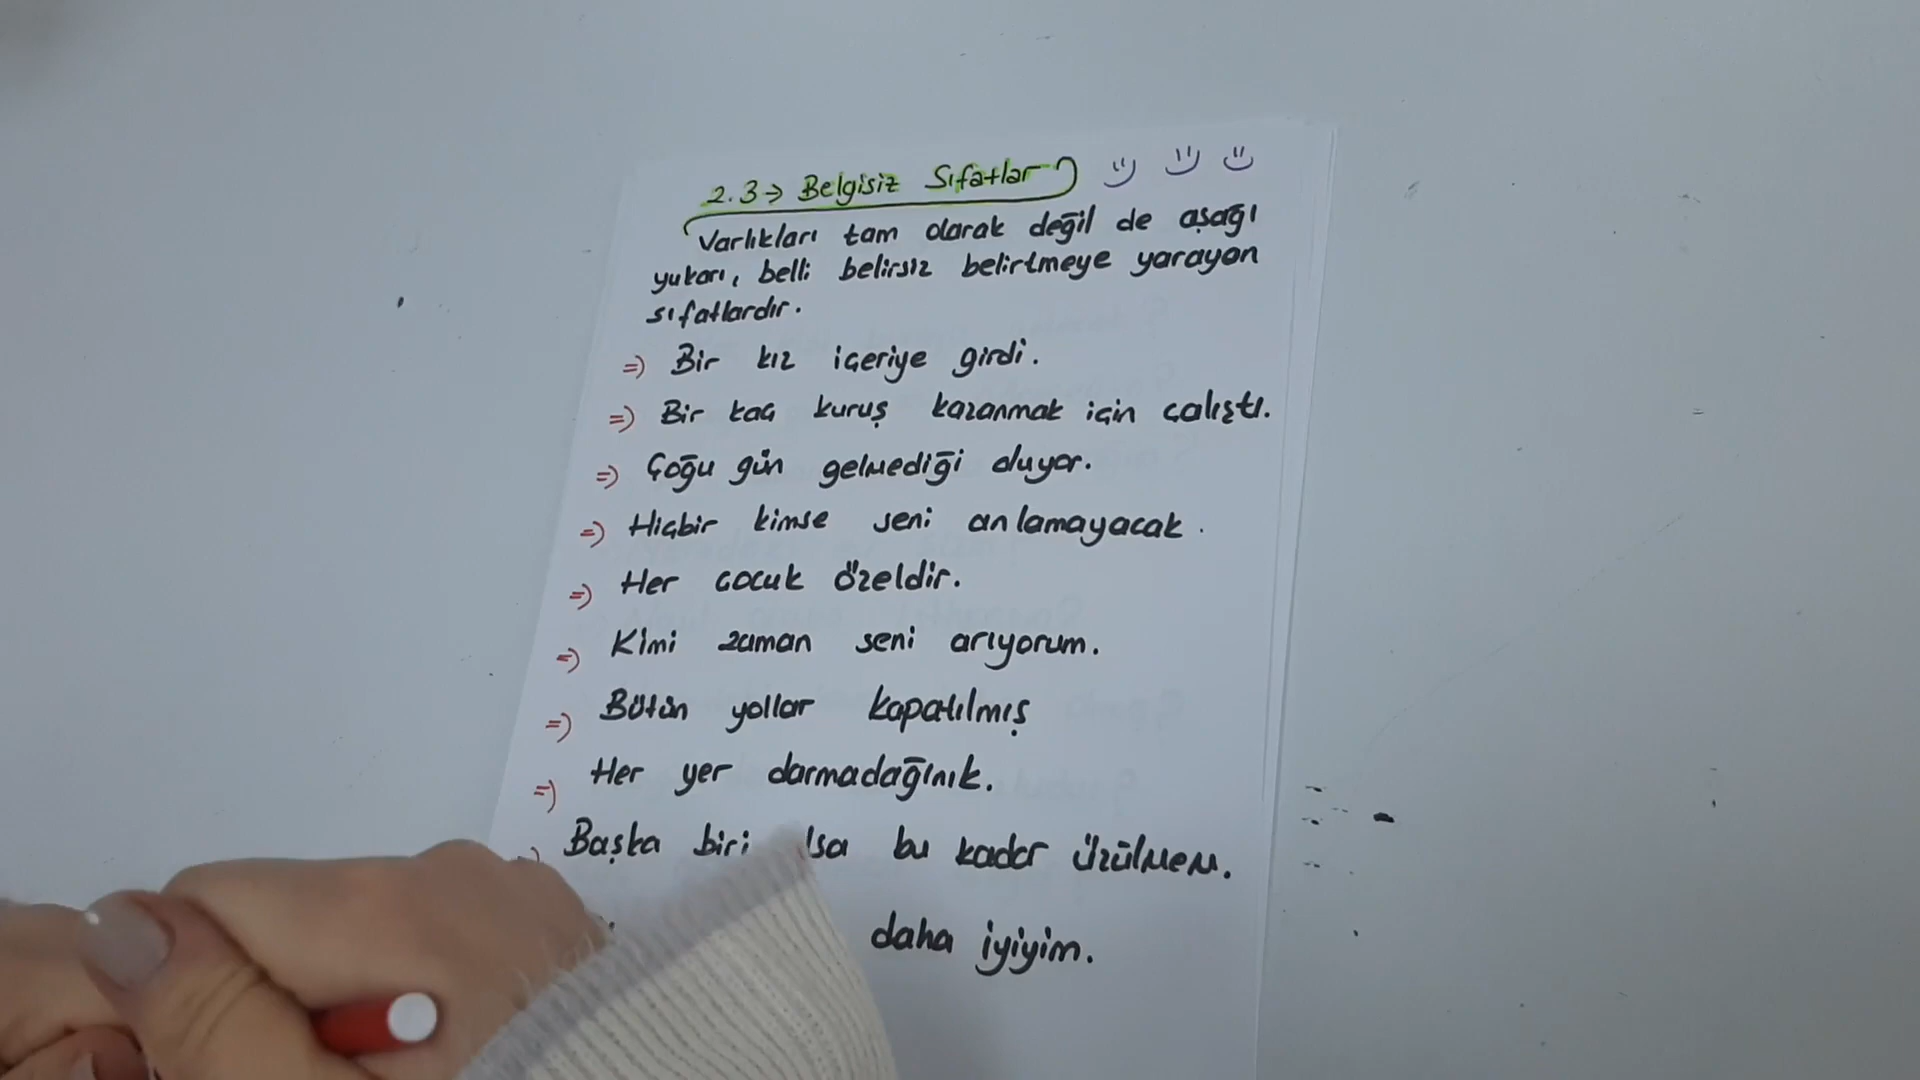 2.3→ Belgisiz Sıfatlar
Varlıkları tam olarak değil de aşağı
yukarı, belli belirsiz belirtmeye yarayan
sıfatlardır.
⇒ Bir kız içeriye girdi.
⇒ Bir kaç kuruş kazanmak için çalıştı.
⇒ Çoğu gün gelmediği oluyor.
⇒ Hiçbir kimse seni anlamayacak.
⇒ Her çocuk özeldir.
⇒ Kimi zaman seni arıyorum.
⇒ Bütün yollar kapatılmış
⇒ Her yer darmadağınık.
Başka biri lsa bu kadar üzülmem.
daha iyiyim.